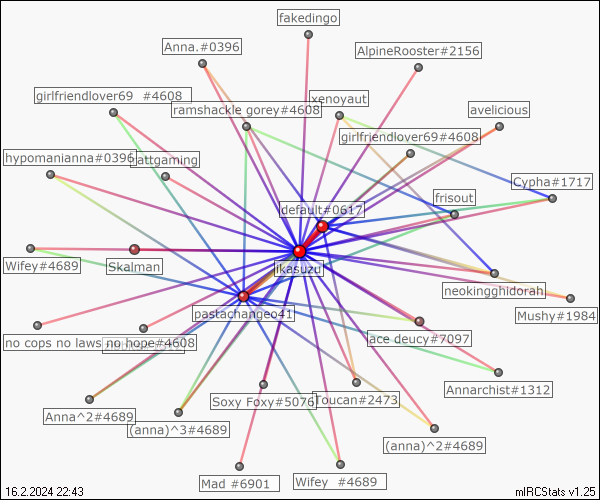 fakedingo
Anna.#0396
AlpineRooster#2156
girlfriendlover69 #4608
xenoyaut
ramshackle gorey#4608
avelicious
girlfriendlover69#4608
hypomanianna#0396
attgaming
Cypha#1717
frisout
default#0617
Wifey#4689
Skalman
ikasuzu
neokingghidorah
Mushy#1984
pastachangeo41
no cops no laws no hope#4608
ace deucy#7097
Annarchist#1312
Soxy Foxy#5076
Toucan#2473
Anna^2#4689
(anna)^3#4689
(anna)^2#4689
Mad #6901
Wifey #4689
16.2.2024 22:43
mIRCStats v1.25